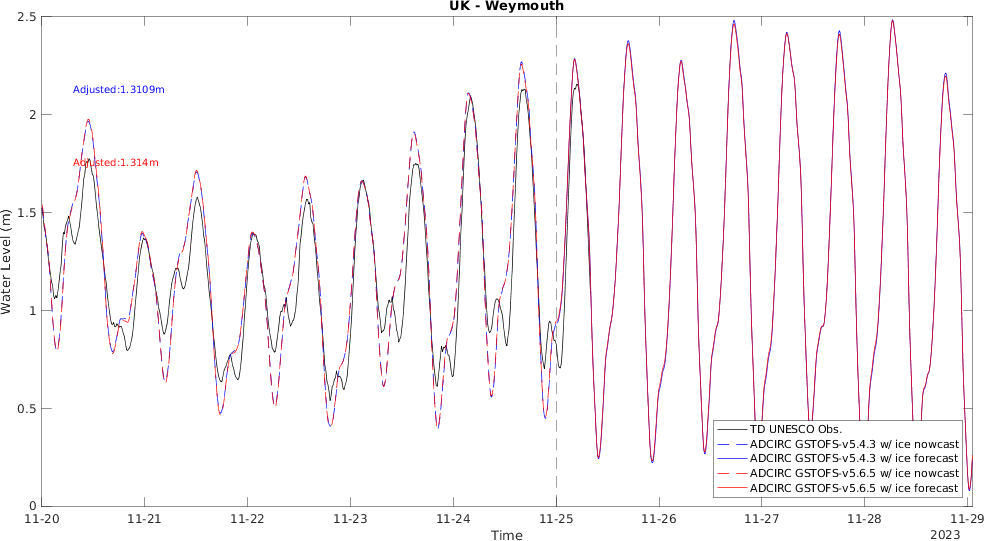 UK - Weymouth
2.5
2
1.5
1
0.5
0
Water Level (m)
Adjusted:1.3109m
Adjusted:1.314m
TD UNESCO Obs.
ADCIRC GSTOFS-v5.4.3 w/ ice nowcast
ADCIRC GSTOFS-v5.4.3 w/ ice forecast
ADCIRC GSTOFS-v5.6.5 w/ ice nowcast
ADCIRC GSTOFS-v5.6.5 w/ ice forecast
11-20 11-21 11-22 11-23 11-24 11-25 11-26 11-27 11-28 11-29
Time
2023